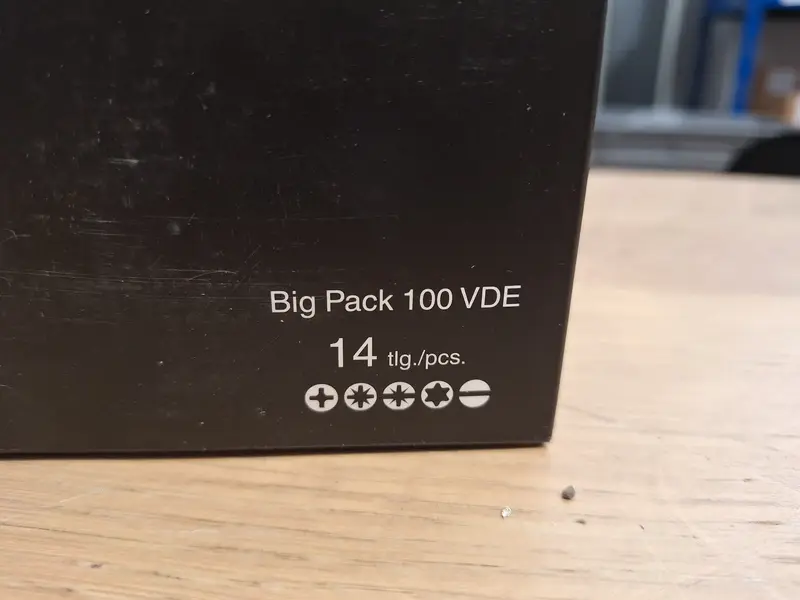 Big Pack 100 VDE
14 tlg./pcs.